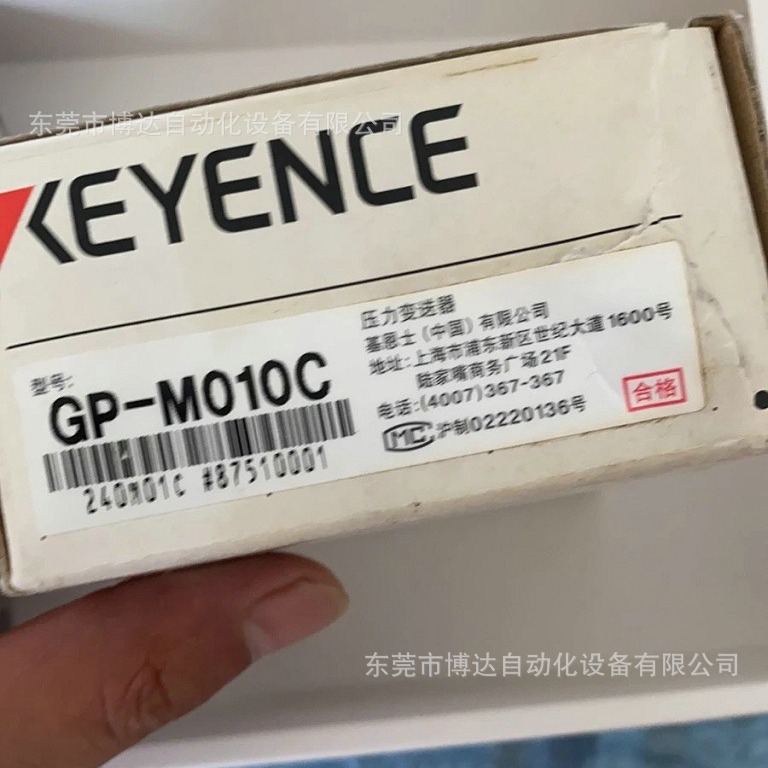 东莞市博达自动化设备有限公司
KEYENCE
型号:
GP-M010C
240M01C #87510001
压力变送器
基恩士(中国)有限公司
地址:上海市浦东新区世纪大道1600号
陆家嘴商务广场21F
电话:(4007)367-367
MC 沪制02220136号
合格
东莞市博达自动化设备有限公司